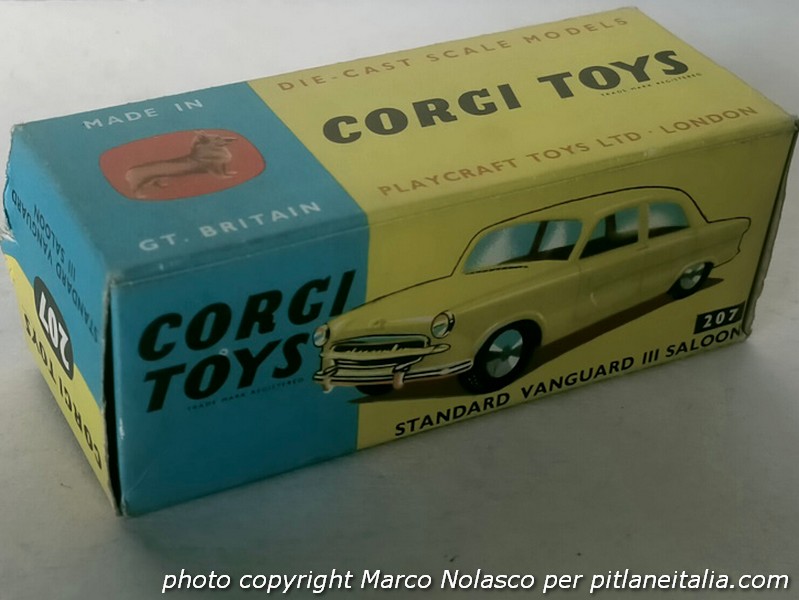 DIE-CAST SCALE MODELS
MADE IN
CORGI TOYS
TRADE MARK REGISTERED
PLAYCRAFT TOYS LTD · LONDON
GT. BRITAIN
STANDARD VANGUARD
III SALOON
207
CORGI TOYS
CORGI
TOYS
TRADE MARK REGISTERED
207
STANDARD VANGUARD III SALOON
photo copyright Marco Nolasco per pitlaneitalia.com